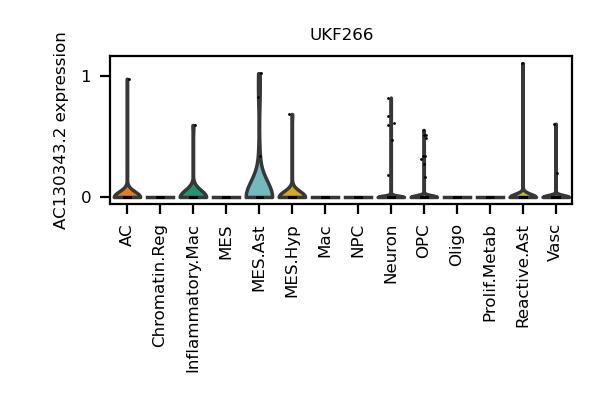 UKF266
AC130343.2 expression
1
0
AC
Chromatin.Reg
Inflammatory.Mac
MES
MES.Ast
MES.Hyp
Mac
NPC
Neuron
OPC
Oligo
Prolif.Metab
Reactive.Ast
Vasc